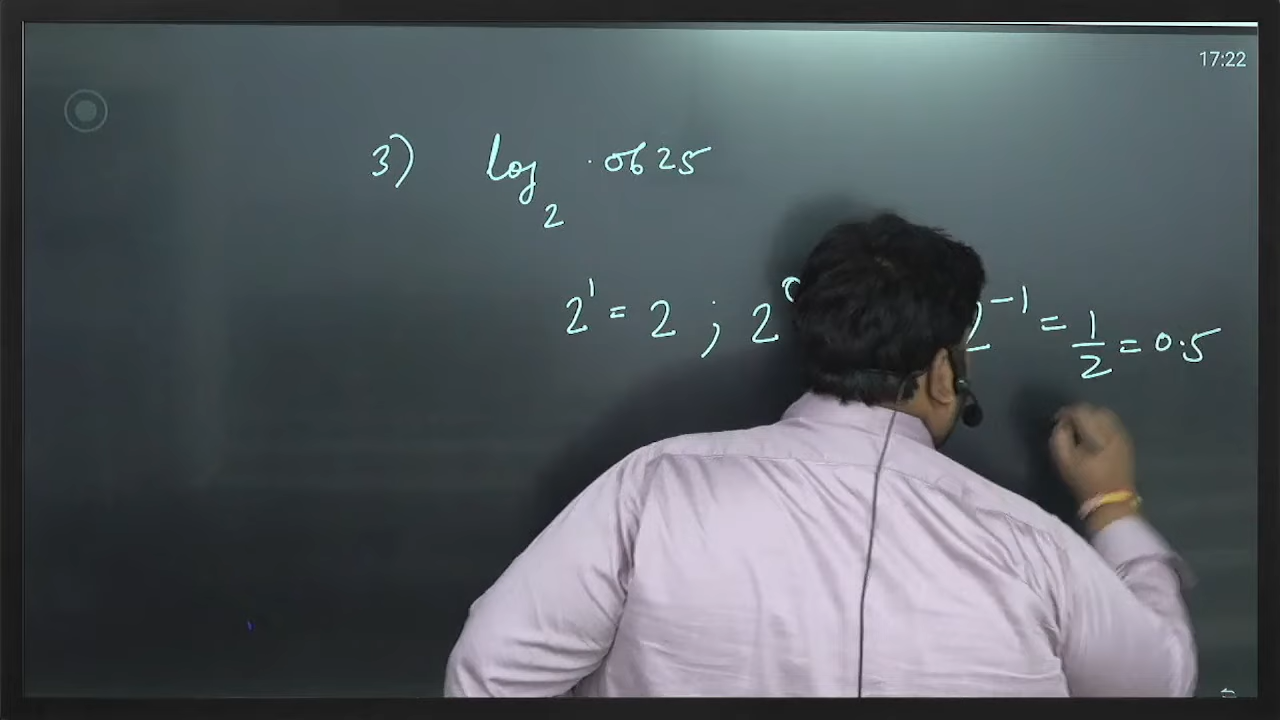 17:22
3) log₂ .0625
2¹ = 2 ; 2⁰ 2⁻¹ = 1/2 = 0.5